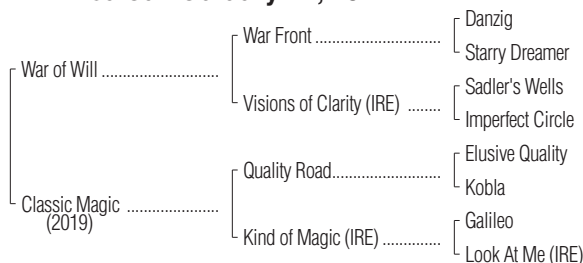 Danzig
War Front ................................
Starry Dreamer
War of Will ..............................
Sadler's Wells
Visions of Clarity (IRE) ........
Imperfect Circle
Elusive Quality
Quality Road...........................
Kobla
Classic Magic .......................
(2019)
Galileo
Kind of Magic (IRE) ..............
Look At Me (IRE)